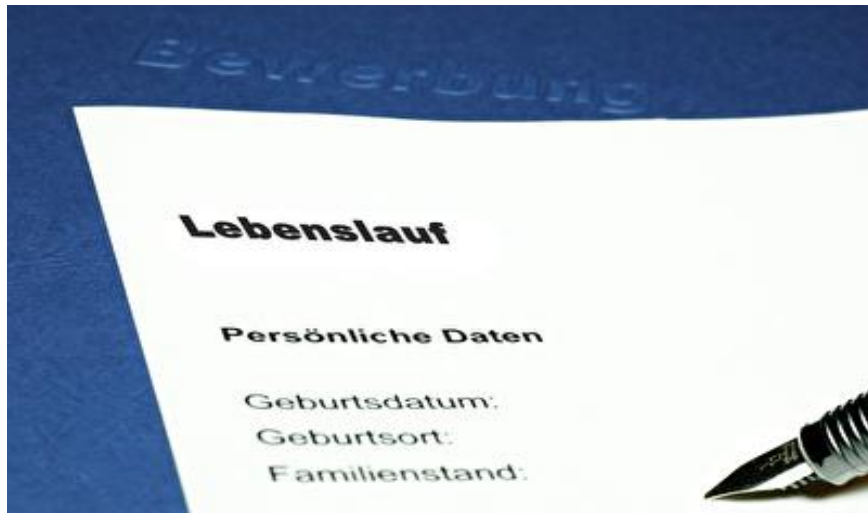 Bewerbung
Lebenslauf
Persönliche Daten
Geburtsdatum:
Geburtsort:
Familienstand: